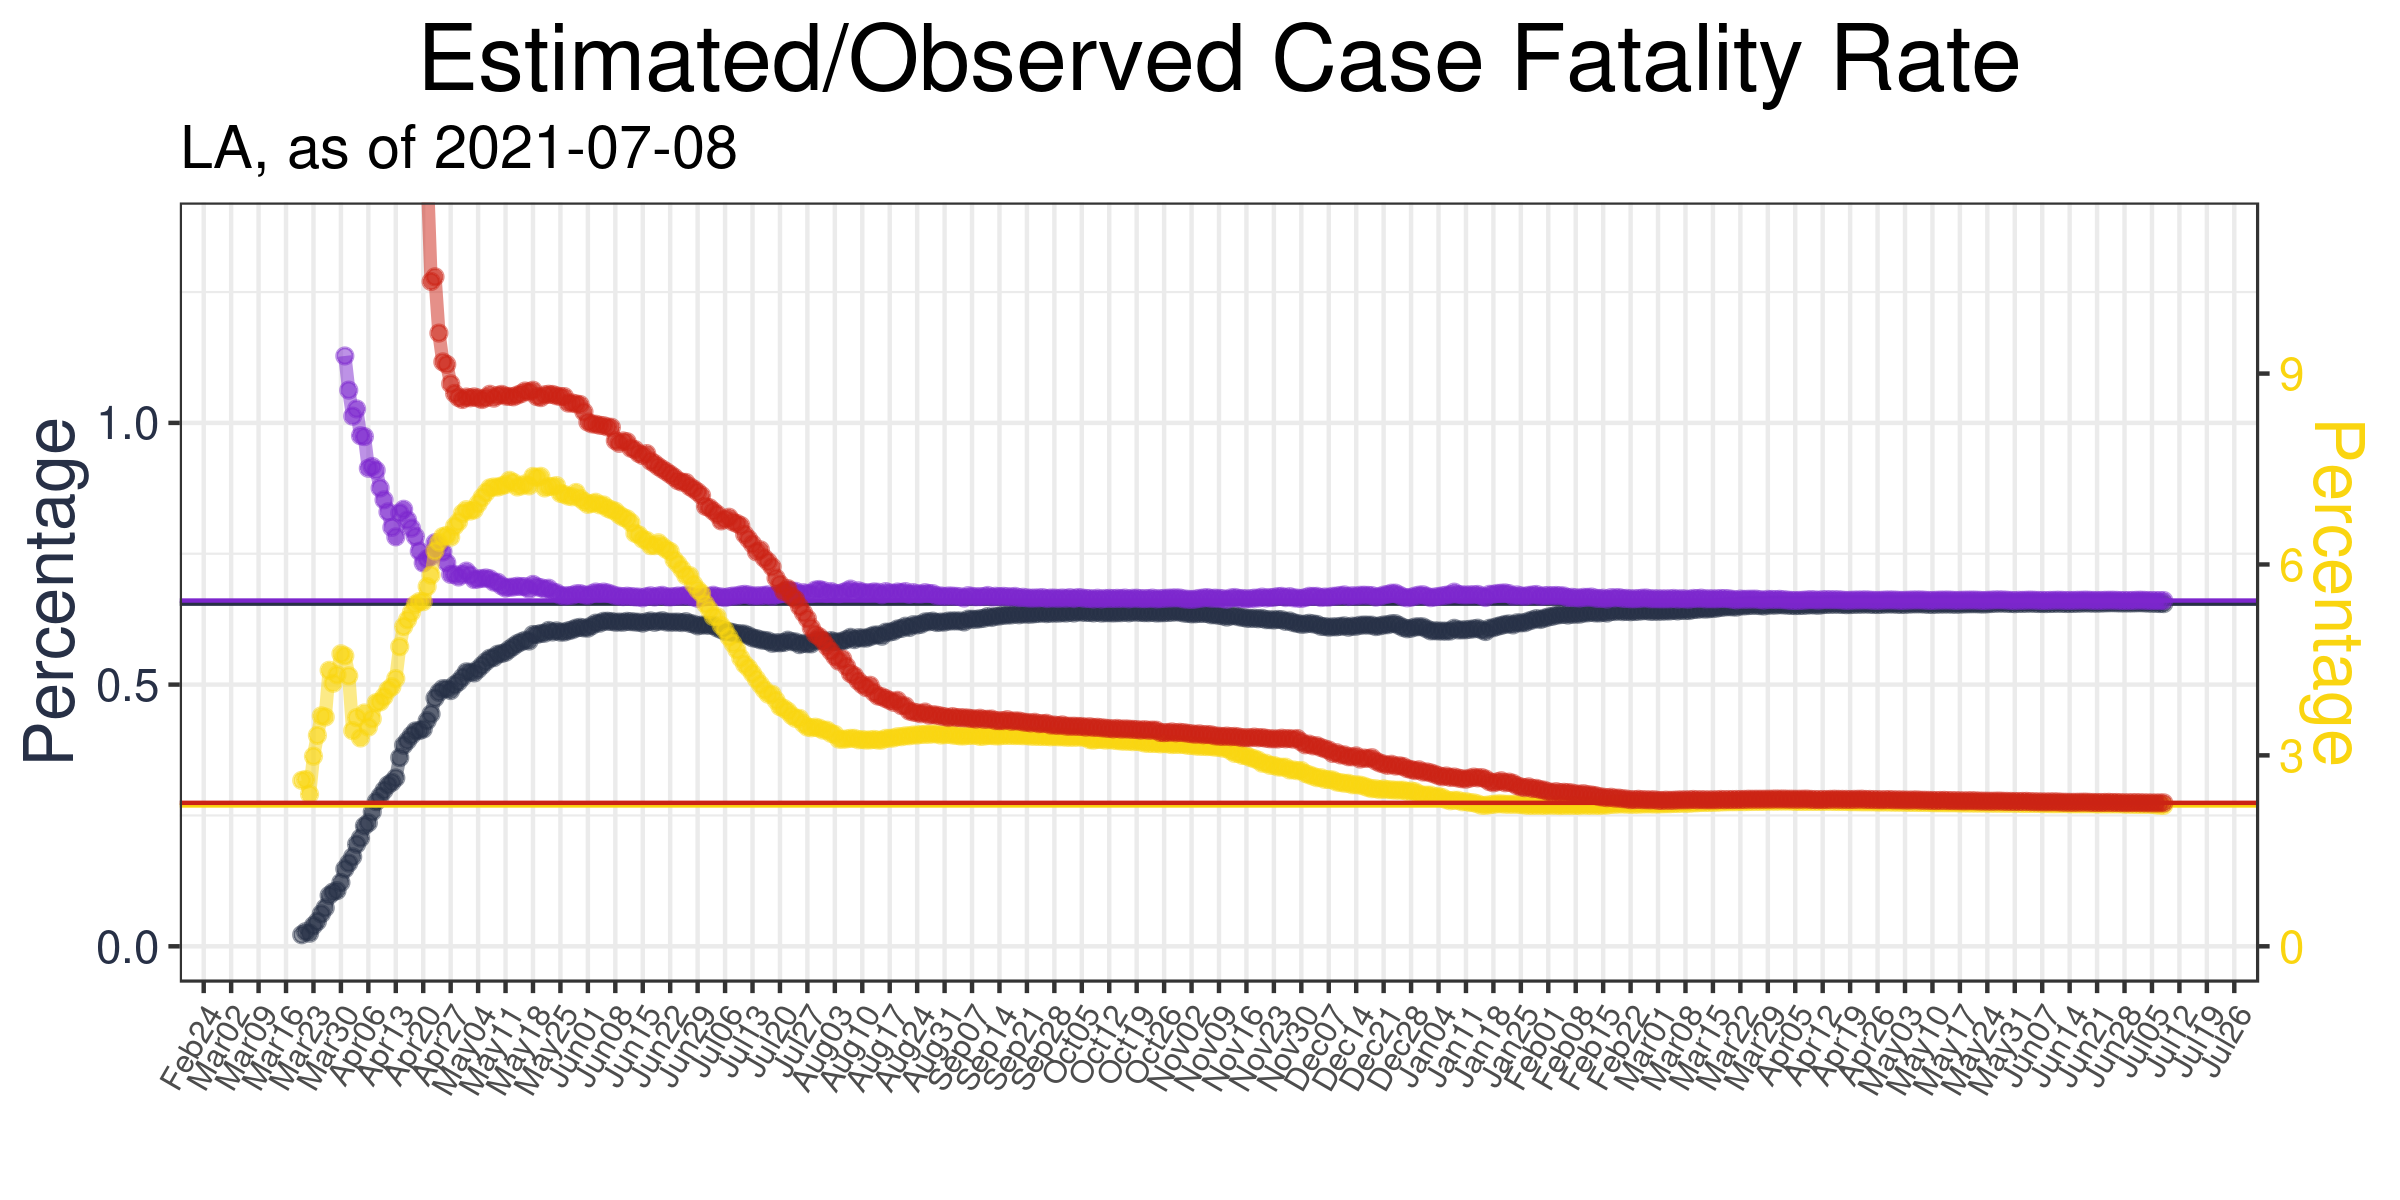 Estimated/Observed Case Fatality Rate
LA, as of 2021-07-08
Percentage
1.0
0.5
0.0
9
6
3
0
Percentage
Feb24
Mar02
Mar09
Mar16
Mar23
Mar30
Apr06
Apr13
Apr20
Apr27
May04
May11
May18
May25
Jun01
Jun08
Jun15
Jun22
Jun29
Jul06
Jul13
Jul20
Jul27
Aug03
Aug10
Aug17
Aug24
Aug31
Sep07
Sep14
Sep21
Sep28
Oct05
Oct12
Oct19
Oct26
Nov02
Nov09
Nov16
Nov23
Nov30
Dec07
Dec14
Dec21
Dec28
Jan04
Jan11
Jan18
Jan25
Feb01
Feb08
Feb15
Feb22
Mar01
Mar08
Mar15
Mar22
Mar29
Apr05
Apr12
Apr19
Apr26
May03
May10
May17
May24
May31
Jun07
Jun14
Jun21
Jun28
Jul05
Jul12
Jul19
Jul26